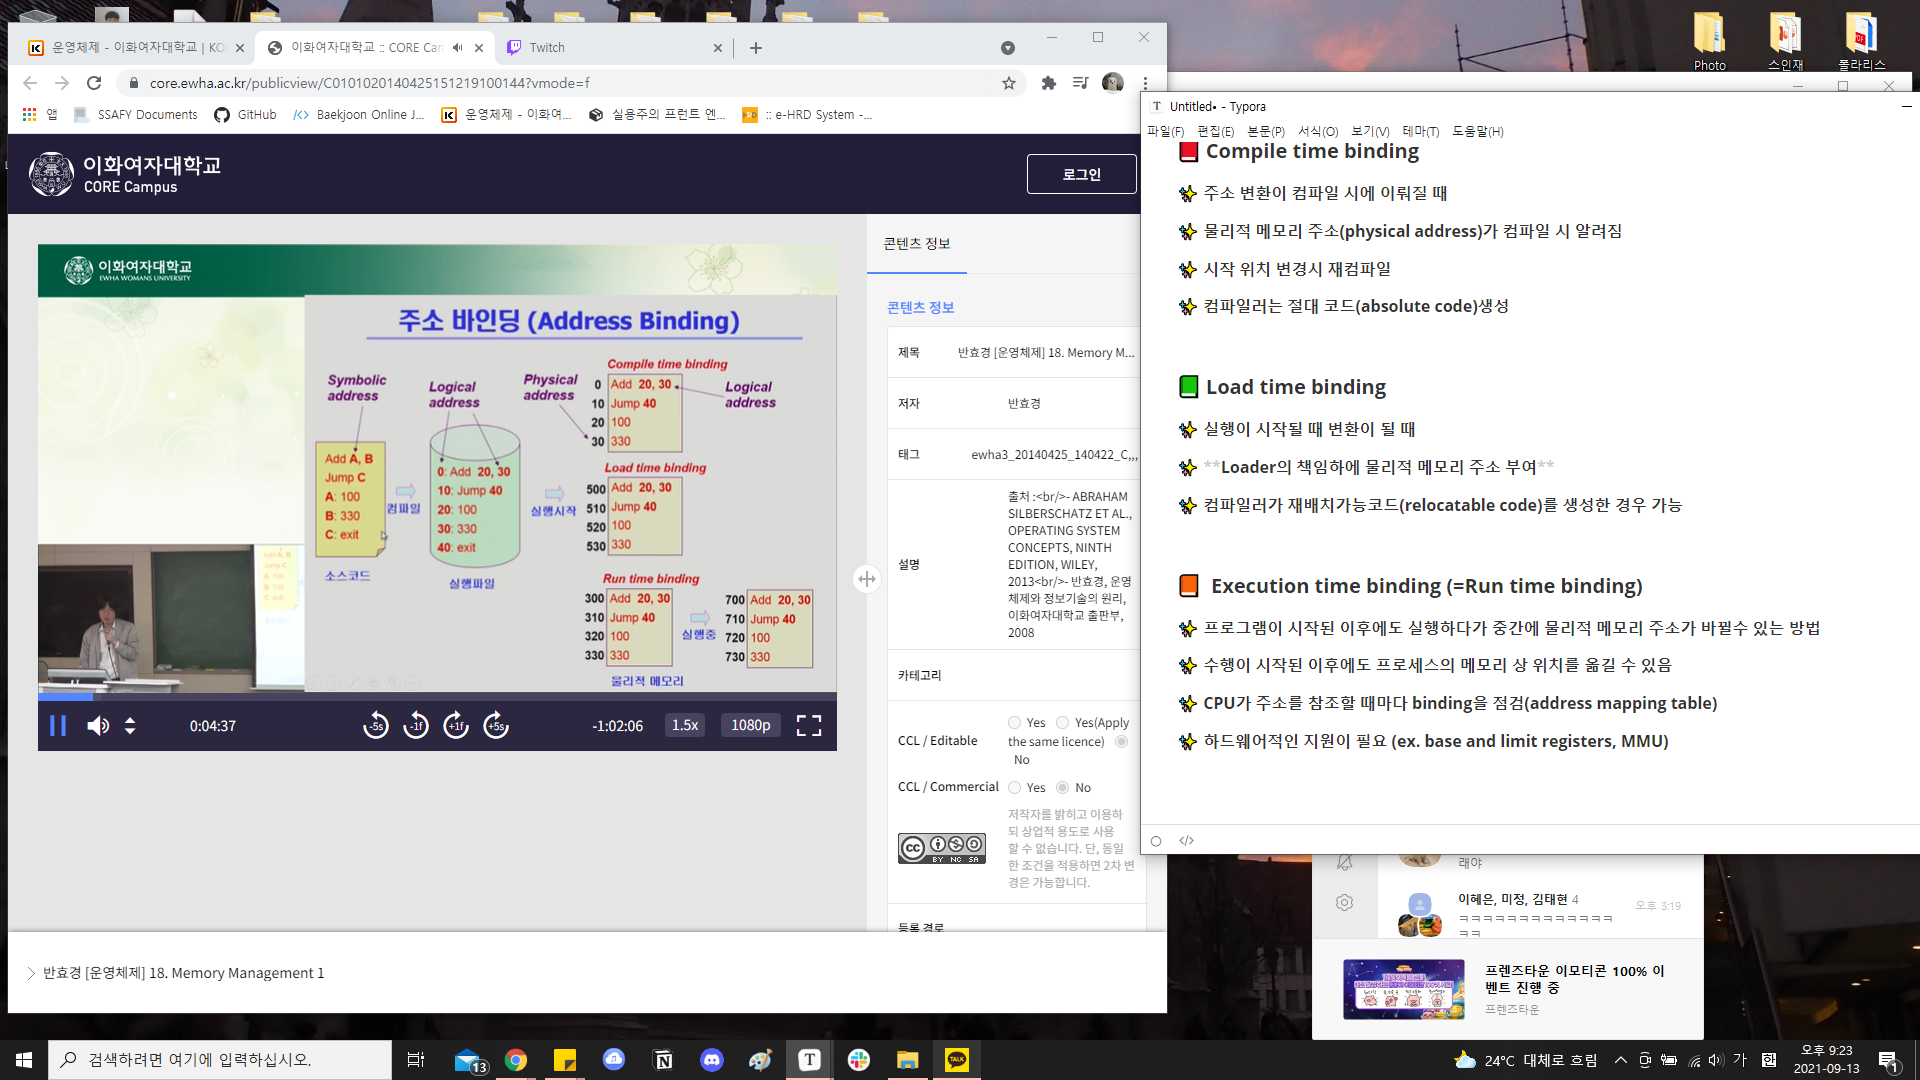 운영체제 - 이화여자대학교 | KO
이화여자대학교 :: CORE Can
Twitch
core.ewha.ac.kr/publicview/C0101020140425151219100144?vmode=f
앱
SSAFY Documents
GitHub
Baekjoon Online J...
운영체제 - 이화여...
실용주의 프런트 엔...
:: e-HRD System -...
이화여자대학교
CORE Campus
로그인
이화여자대학교
EWHA WOMANS UNIVERSITY
주소 바인딩 (Address Binding)
Symbolic address
Logical address
Physical address
Compile time binding
Logical address
0 Add 20, 30
10 Jump 40
20 100
30 330
Add A, B
Jump C
A: 100
B: 330
C: exit
소스코드
컴파일
0: Add 20, 30
10: Jump 40
20: 100
30: 330
40: exit
실행파일
실행시작
Load time binding
500 Add 20, 30
510 Jump 40
520 100
530 330
Run time binding
300 Add 20, 30
310 Jump 40
320 100
330 330
실행중
700 Add 20, 30
710 Jump 40
720 100
730 330
물리적 메모리
0:04:37
-5s
-1f
+1f
+5s
-1:02:06
1.5x
1080p
콘텐츠 정보
콘텐츠 정보
제목 반효경 [운영체제] 18. Memory M...
저자 반효경
태그 ewha3_20140425_140422_C,,,
설명
출처 :<br/>- ABRAHAM
SILBERSCHATZ ET AL.,
OPERATING SYSTEM
CONCEPTS, NINTH
EDITION, WILEY,
2013<br/>- 반효경, 운영
체제와 정보기술의 원리,
이화여자대학교 출판부,
2008
카테고리
CCL / Editable
Yes Yes(Apply
the same licence)
No
CCL / Commercial Yes No
cc BY NC SA
저작자를 밝히고 이용하
되 상업적 용도로 사용
할 수 없습니다. 단, 동일
한 조건을 적용하면 2차 변
경은 가능합니다.
등록 경로
반효경 [운영체제] 18. Memory Management 1
Photo
스인재
폴라리스
Untitled• - Typora
파일(F) 편집(E) 본문(P) 서식(O) 보기(V) 테마(T) 도움말(H)
Compile time binding
주소 변환이 컴파일 시에 이뤄질 때
물리적 메모리 주소(physical address)가 컴파일 시 알려짐
시작 위치 변경시 재컴파일
컴파일러는 절대 코드(absolute code)생성
Load time binding
실행이 시작될 때 변환이 될 때
**Loader의 책임하에 물리적 메모리 주소 부여**
컴파일러가 재배치가능코드(relocatable code)를 생성한 경우 가능
Execution time binding (=Run time binding)
프로그램이 시작된 이후에도 실행하다가 중간에 물리적 메모리 주소가 바뀔수 있는 방법
수행이 시작된 이후에도 프로세스의 메모리 상 위치를 옮길 수 있음
CPU가 주소를 참조할 때마다 binding을 점검(address mapping table)
하드웨어적인 지원이 필요 (ex. base and limit registers, MMU)
</>
래야
이혜은, 미정, 김태현 4
오후 3:19
ㅋㅋㅋㅋㅋㅋㅋㅋㅋㅋㅋㅋㅋ
ㅋㅋ
프렌즈타운 이모티콘 100% 이
벤트 진행 중
프렌즈타운
검색하려면 여기에 입력하십시오.
13
TALK
24°C 대체로 흐림
가
한
오후 9:23
2021-09-13
1